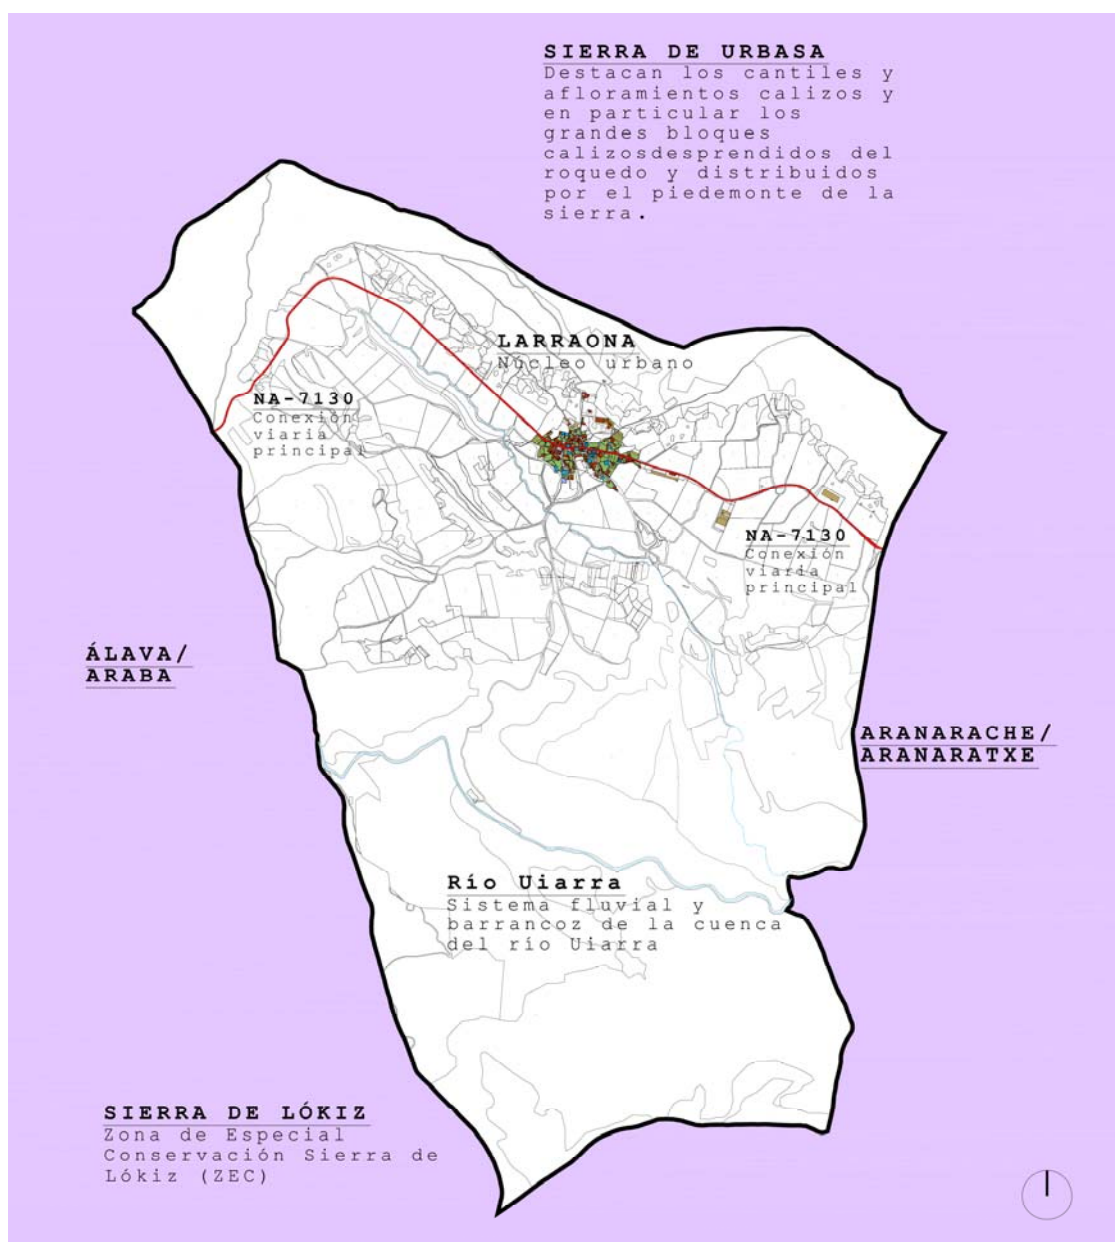 SIERRA DE URBASA
Destacan los cantiles y
afloramientos calizos y
en particular los
grandes bloques
calizosdesprendidos del
roquedo y distribuidos
por el piedemonte de la
sierra.
LARRAONA
Núcleo urbano
NA-7130
Conexión
viaria
principal
NA-7130
Conexión
viaria
principal
ÁLAVA/
ARABA
ARANARACHE/
ARANARATXE
Río Uiarra
Sistema fluvial y
barrancoz de la cuenca
del río Uiarra
SIERRA DE LÓKIZ
Zona de Especial
Conservación Sierra de
Lókiz (ZEC)